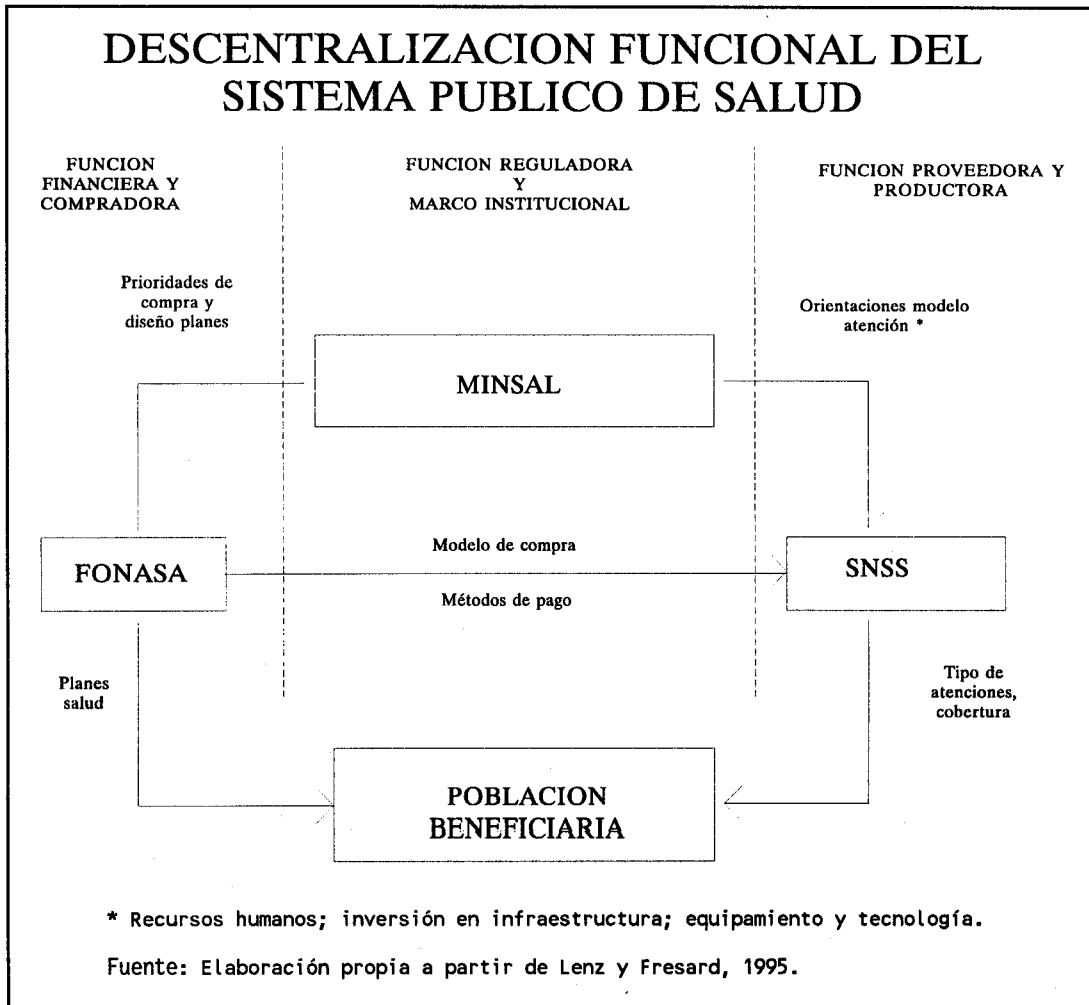 DESCENTRALIZACION FUNCIONAL DEL
SISTEMA PUBLICO DE SALUD
FUNCION
FINANCIERA Y
COMPRADORA
FUNCION REGULADORA
Y
MARCO INSTITUCIONAL
FUNCION PROVEEDORA Y
PRODUCTORA
Prioridades de
compra y
diseño planes
Orientaciones modelo
atención *
MINSAL
FONASA
Modelo de compra
Métodos de pago
SNSS
Planes
salud
Tipo de
atenciones,
cobertura
POBLACION
BENEFICIARIA
* Recursos humanos; inversión en infraestructura; equipamiento y tecnología.
Fuente: Elaboración propia a partir de Lenz y Fresard, 1995.